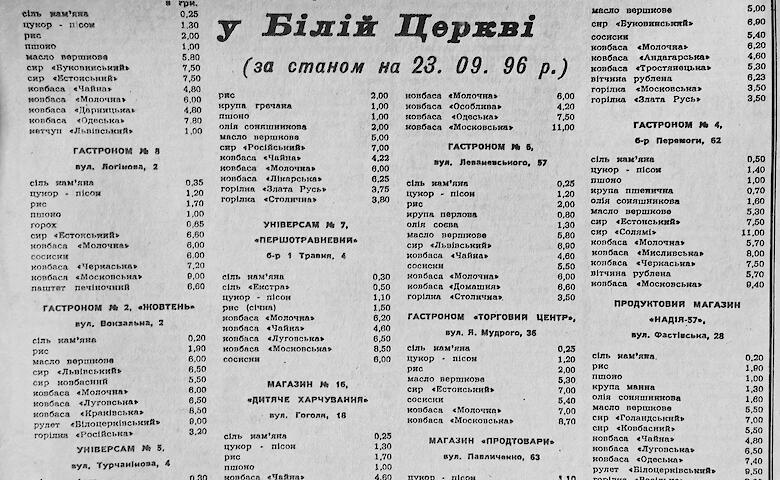 в грн.
сіль кам'яна 0,25
цукор - пісок 1,30
рис 2,00
пшоно 1,00
масло вершкове 5,80
сир «Буковинський» 7,50
сир «Естонський» 7,50
ковбаса «Чайна» 4,80
ковбаса «Молочна» 6,00
ковбаса «Дарницька» 6,80
ковбаса «Одеська» 7,80
кетчуп «Львівський» 1,00
ГАСТРОНОМ № 8
вул. Логінова, 2
сіль кам'яна 0,35
цукор - пісок 1,20
рис 1,70
пшоно 1,00
горох 0,65
сир «Естонський» 6,60
ковбаса «Молочна» 6,00
сосиски 6,00
ковбаса «Черкаська» 7,20
ковбаса «Московська» 9,00
паштет печіночний 6,60
ГАСТРОНОМ № 2, «ЖОВТЕНЬ»
вул. Вокзальна, 2
сіль кам'яна 0,20
рис 1,90
масло вершкове 6,00
сир «Львівський» 6,50
сир ковбасний 5,50
ковбаса «Молочна» 6,00
ковбаса «Луговська» 6,50
ковбаса «Краківська» 8,50
рулет «Білоцерківський» 9,00
горілка «Російська» 3,20
УНІВЕРСАМ № 5,
вул. Турчанінова, 4
0,30
у Білій Церкві
(за станом на 23. 09. 96 р.)
рис 2,00
крупа гречана 1,00
пшоно 1,00
олія соняшникова 2,00
масло вершкове 5,00
сир «Російський» 7,00
ковбаса «Чайна» 4,22
ковбаса «Молочна» 6,00
ковбаса «Лікарська» 6,25
горілка «Злата Русь» 3,75
горілка «Столична» 3,80
УНІВЕРСАМ № 7,
«ПЕРШОТРАВНЕВИЙ»
б-р 1 Травня, 4
сіль кам'яна 0,30
сіль «Екстра» 0,50
цукор - пісок 1,10
рис (січка) 1,50
ковбаса «Молочна» 6,20
ковбаса «Чайна» 4,60
ковбаса «Луговська» 6,50
ковбаса «Московська» 8,50
сосиски 6,00
МАГАЗИН № 16,
«ДИТЯЧЕ ХАРЧУВАННЯ»
вул. Гоголя, 16
сіль кам'яна 0,25
цукор - пісок 1,30
рис 1,70
пшоно 1,00
ковбаса «Чайна» 4,60
ковбаса «Молочна» 6,00
ковбаса «Особлива» 4,20
ковбаса «Одеська» 7,50
ковбаса «Московська» 11,00
ГАСТРОНОМ № 6,
вул. Леваневського, 57
сіль кам'яна 0,25
цукор - пісок 1,20
рис 2,00
крупа перлова 0,80
олія соєва 1,30
масло вершкове 5,80
сир «Львівський» 6,90
ковбаса «Чайна» 4,60
сосиски 5,50
ковбаса «Молочна» 6,00
ковбаса «Домашня» 6,60
горілка «Столична» 3,50
ГАСТРОНОМ «ТОРГОВИЙ ЦЕНТР»,
вул. Я. Мудрого, 36
сіль кам'яна 0,25
цукор - пісок 1,20
рис 2,00
масло вершкове 5,30
сир «Естонський» 7,00
сосиски 5,40
ковбаса «Молочна» 7,00
ковбаса «Московська» 8,70
МАГАЗИН «ПРОДТОВАРИ»
вул. Павличенко, 63
цукор - пісок 1,10
масло вершкове 5,00
сир «Буковинський» 6,90
сосиски 5,40
ковбаса «Молочна» 6,20
ковбаса «Андагарська» 4,60
ковбаса «Тростянецька» 5,30
вітчина рублена 6,23
горілка «Московська» 3,50
горілка «Злата Русь» 3,50
ГАСТРОНОМ № 4,
б-р Перемоги, 62
сіль кам'яна 0,50
цукор - пісок 1,40
пшоно 1,00
крупа пшенична 0,70
олія соняшникова 1,60
масло вершкове 5,30
сир «Естонський» 7,50
сир «Солямі» 11,00
ковбаса «Молочна» 5,70
ковбаса «Мисливська» 8,00
ковбаса «Черкаська» 7,50
вітчина рублена 5,70
ковбаса «Московська» 9,40
ПРОДУКТОВИЙ МАГАЗИН
«НАДІЯ-57»,
вул. Фастівська, 28
сіль кам'яна 0,20
рис 1,90
пшоно 1,00
крупа манна 1,30
олія соняшникова 1,60
масло вершкове 5,50
сир «Голандський» 7,00
сир «Ковбасний» 5,50
ковбаса «Чайна» 4,80
ковбаса «Луговська» 6,50
ковбаса «Одеська» 7,40
рулет «Білоцерківський» 9,50